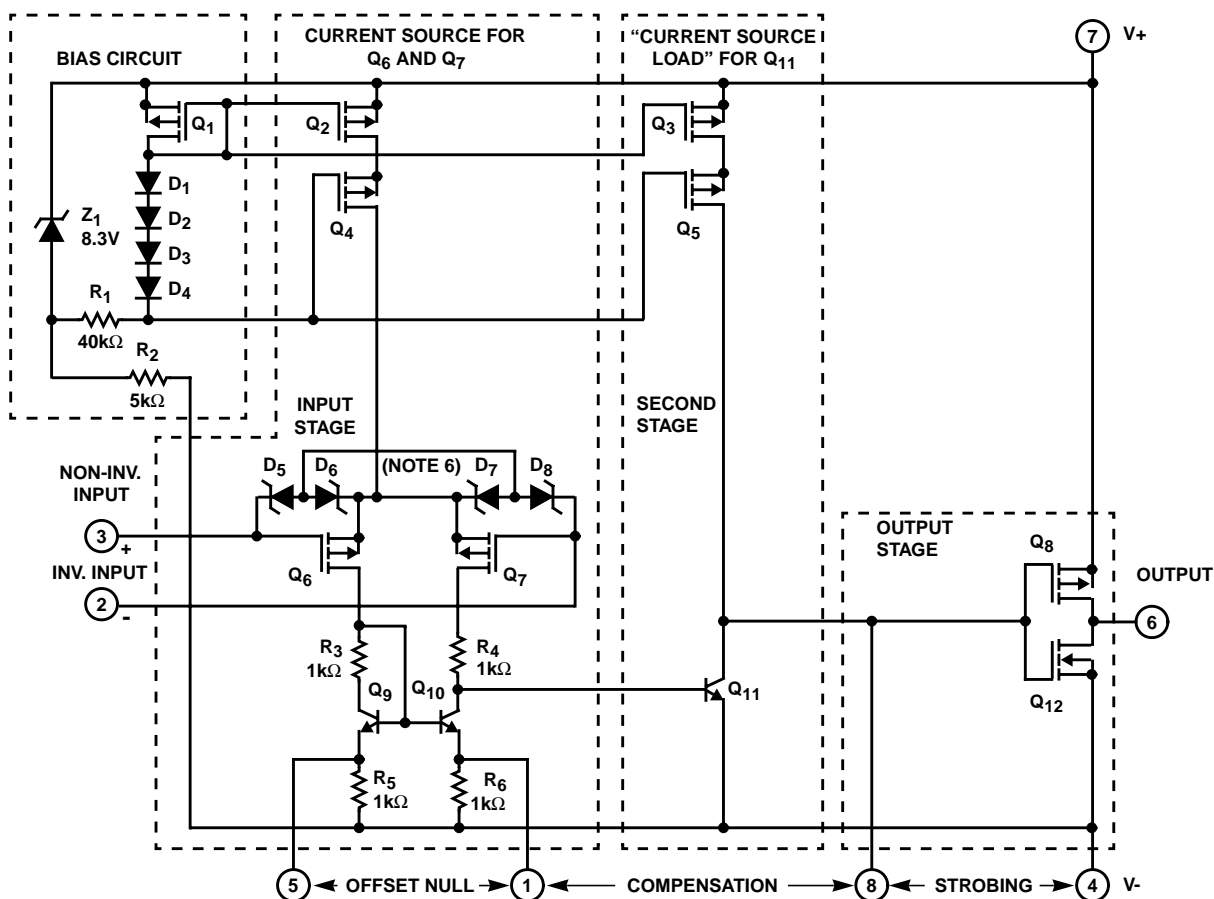 BIAS CIRCUIT
CURRENT SOURCE FOR
Q6 AND Q7
“CURRENT SOURCE
LOAD” FOR Q11
7 V+
Q1
Q2
Q3
D1
D2
D3
D4
Z1
8.3V
Q4
Q5
R1
40kΩ
R2
5kΩ
INPUT
STAGE
SECOND
STAGE
NON-INV.
INPUT
3 +
INV. INPUT
2 -
D5
D6
(NOTE 6)
D7
D8
Q6
Q7
OUTPUT
STAGE
Q8
OUTPUT
6
R3
1kΩ
R4
1kΩ
Q9
Q10
Q11
Q12
R5
1kΩ
R6
1kΩ
5 OFFSET NULL 1 COMPENSATION 8 STROBING 4 V-